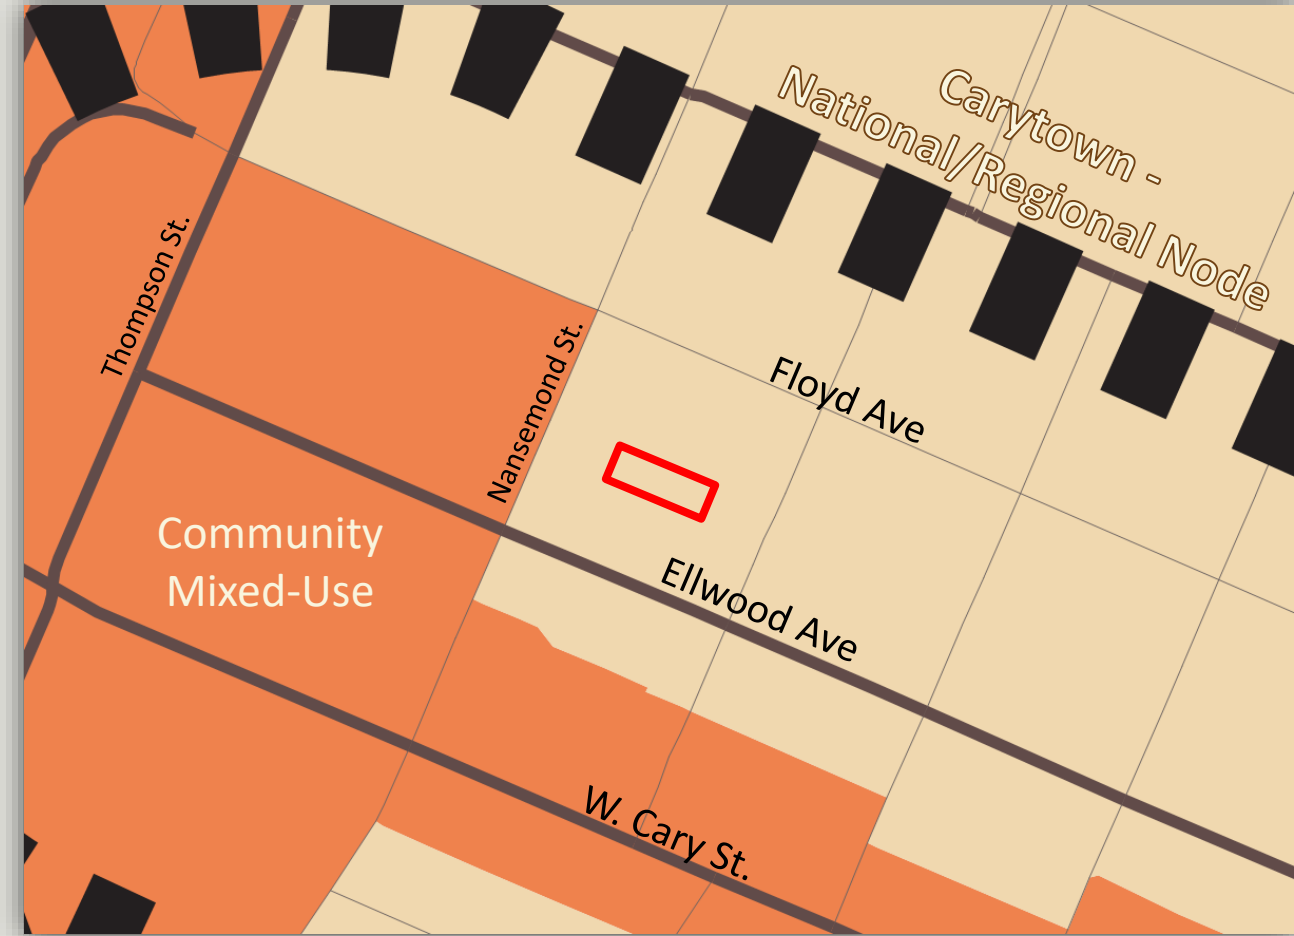 Carytown -
National/Regional Node
Thompson St.
Nansemond St.
Floyd Ave
Community
Mixed-Use
Ellwood Ave
W. Cary St.